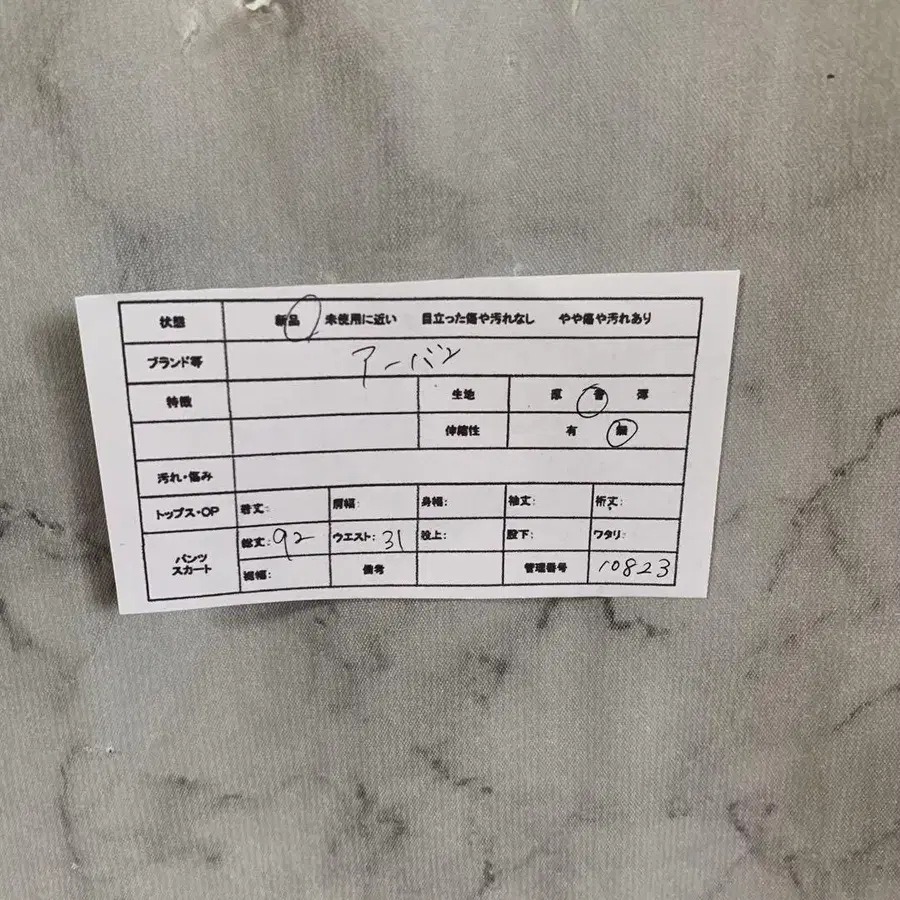 状態 新品 未使用に近い 目立った傷や汚れなし やや傷や汚れあり
ブランド等 アーバン
特徴 生地 厚 普 薄
伸縮性 有 無
汚れ・傷み
トップス・OP 着丈: 肩幅: 身幅: 袖丈: 裄丈:
パンツ スカート 総丈: 92 ウエスト: 31 股上: 股下: ワタリ:
裾幅: 備考 管理番号 10823